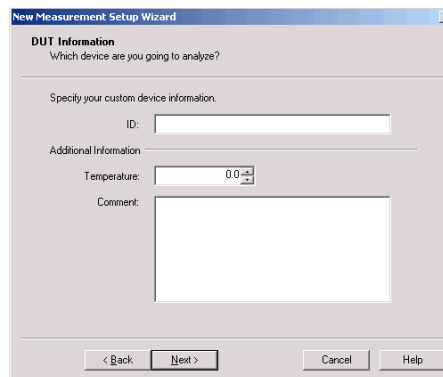 New Measurement Setup Wizard
DUT Information
Which device are you going to analyze?
Specify your custom device information.
ID:
Additional Information
Temperature: 0.0
Comment:
< Back Next > Cancel Help